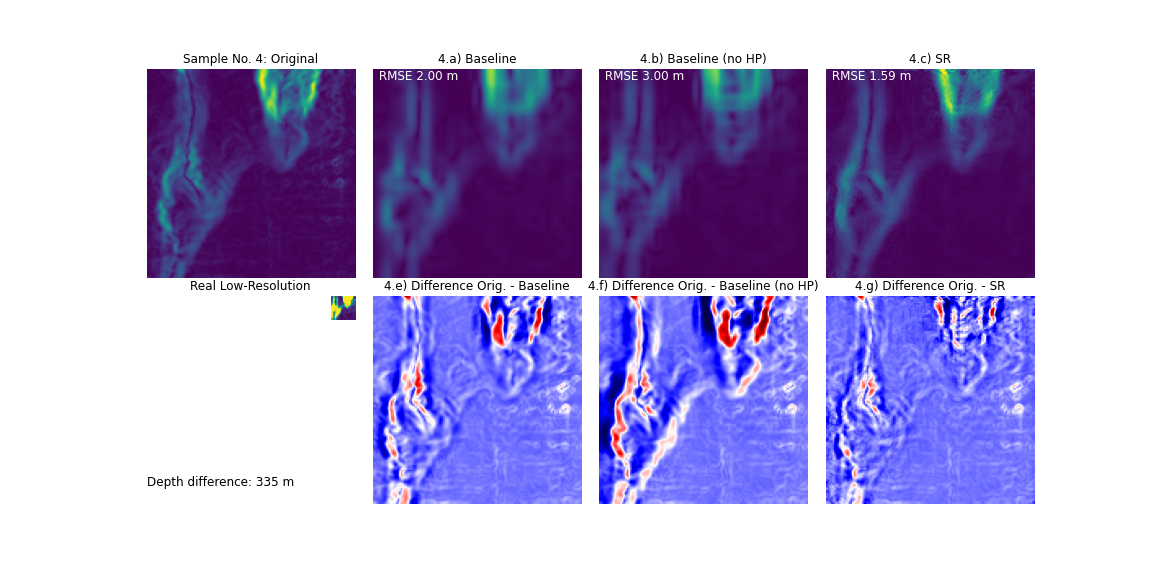 Sample No. 4: Original
4.a) Baseline
4.b) Baseline (no HP)
4.c) SR
RMSE 2.00 m
RMSE 3.00 m
RMSE 1.59 m
Real Low-Resolution
4.e) Difference Orig. - Baseline
4.f) Difference Orig. - Baseline (no HP)
4.g) Difference Orig. - SR
Depth difference: 335 m